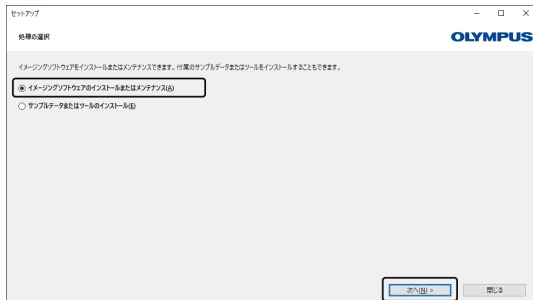 セットアップ
処理の選択
OLYMPUS
イメージングソフトウェアをインストールまたはメンテナンスできます。付属のサンプルデータまたはツールをインストールすることもできます。
イメージングソフトウェアのインストールまたはメンテナンス(A)
サンプルデータまたはツールのインストール(E)
次へ(N) >
閉じる